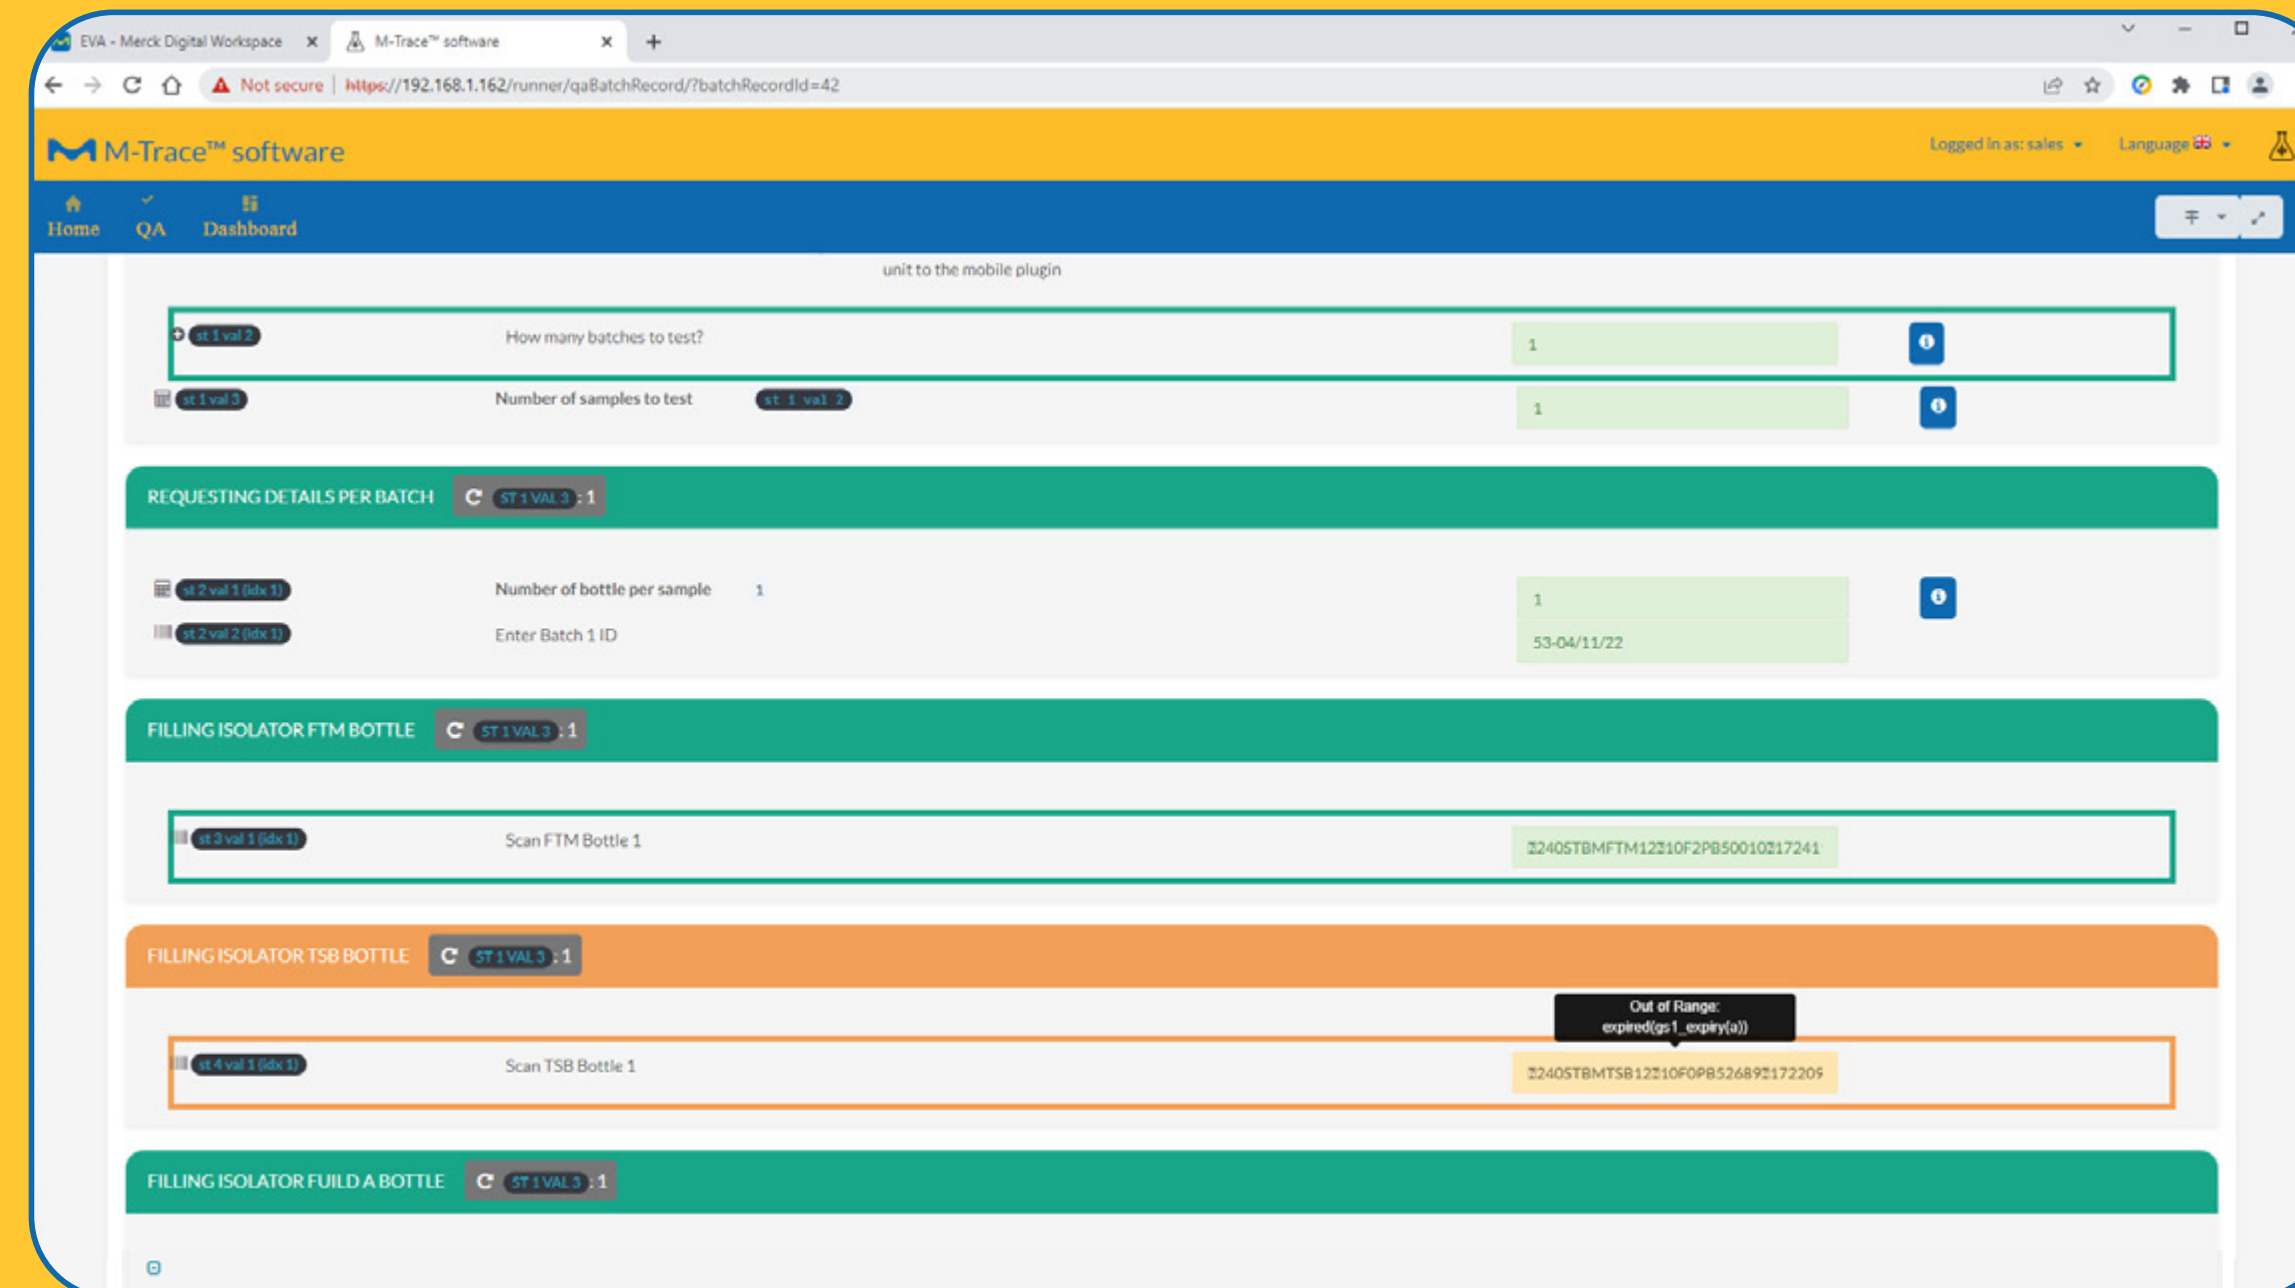 EVA - Merck Digital Workspace
M-Trace™ software
Not secure | https://192.168.1.162/runner/qaBatchRecord/?batchRecordId=42
M-Trace™ software
Logged in as: sales
Language
Home
QA
Dashboard
unit to the mobile plugin
st 1 val 2 How many batches to test? 1
st 1 val 3 Number of samples to test st 1 val 2 1
REQUESTING DETAILS PER BATCH ST 1 VAL 3 : 1
st 2 val 1 (idx 1) Number of bottle per sample 1 1
st 2 val 2 (idx 1) Enter Batch 1 ID 53-04/11/22
FILLING ISOLATOR FTM BOTTLE ST 1 VAL 3 : 1
st 3 val 1 (idx 1) Scan FTM Bottle 1
FILLING ISOLATOR TSB BOTTLE ST 1 VAL 3 : 1
Out of Range:
expired(gs1_expiry(a))
st 4 val 1 (idx 1) Scan TSB Bottle 1
FILLING ISOLATOR FUILD A BOTTLE ST 1 VAL 3 : 1